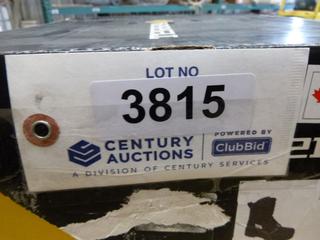 LOT NO
3815
CENTURY
AUCTIONS
POWERED BY
ClubBid
A DIVISION OF CENTURY SERVICES